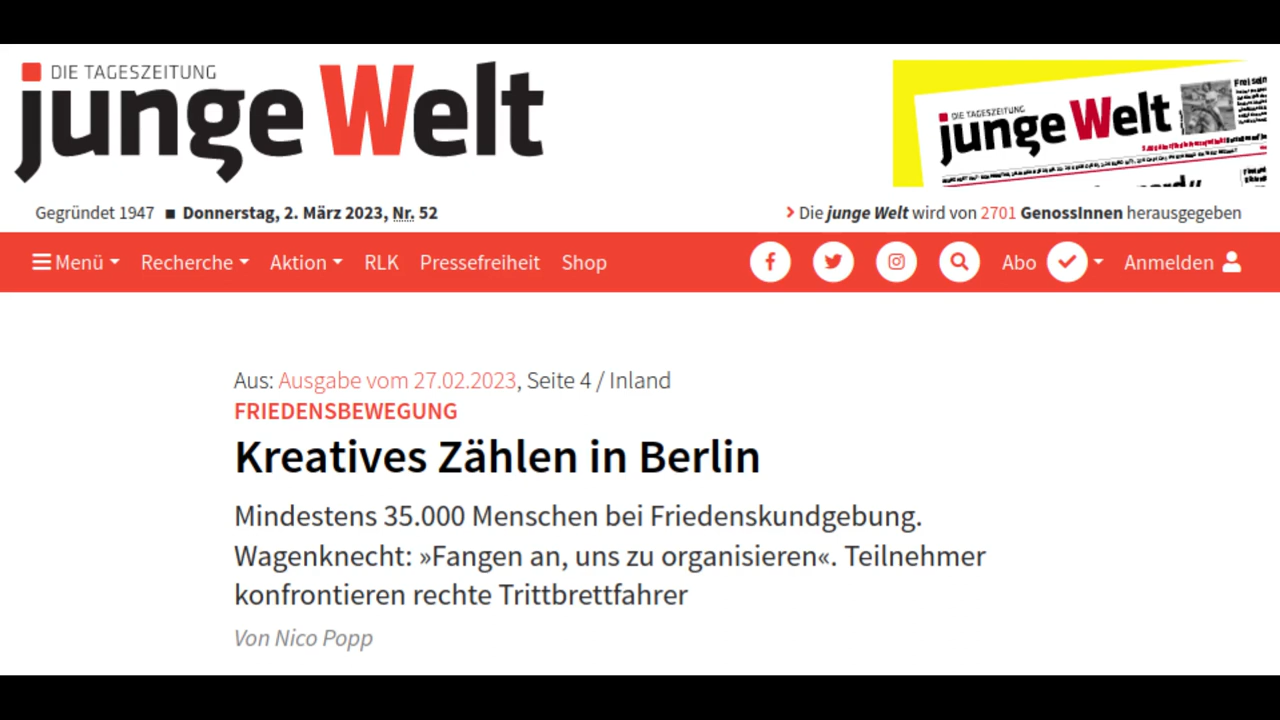 DIE TAGESZEITUNG
junge Welt
DIE TAGESZEITUNG
junge Welt
Gegründet 1947 ■ Donnerstag, 2. März 2023, Nr. 52
Die junge Welt wird von 2701 GenossInnen herausgegeben
Menü Recherche Aktion RLK Pressefreiheit Shop Abo Anmelden
Aus: Ausgabe vom 27.02.2023, Seite 4 / Inland
FRIEDENSBEWEGUNG
Kreatives Zählen in Berlin
Mindestens 35.000 Menschen bei Friedenskundgebung.
Wagenknecht: »Fangen an, uns zu organisieren«. Teilnehmer
konfrontieren rechte Trittbrettfahrer
Von Nico Popp